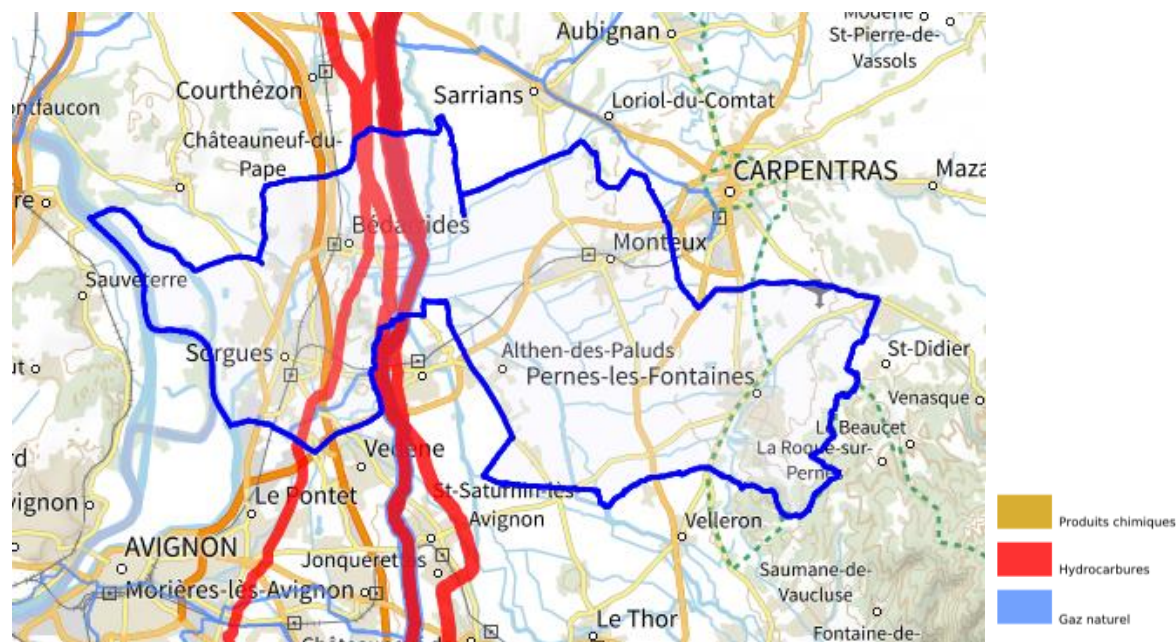 Modène
St-Pierre-de-
Vassols
Aubignan
Courthézon
Sarrians
Loriol-du-Comtat
Châteauneuf-du-
Pape
CARPENTRAS
Bédarrides
Monteux
Sauveterre
Sorgues
Althen-des-Paluds
Pernes-les-Fontaines
St-Didier
Venasque
Le Beaucet
La Roque-sur-
Pernes
Vedène
Le Pontet
St-Saturnin-lès-
Avignon
Velleron
AVIGNON
Jonquerettes
Morières-lès-Avignon
Saumane-de-
Vaucluse
Le Thor
Fontaine-de-
Produits chimiques
Hydrocarbures
Gaz naturel